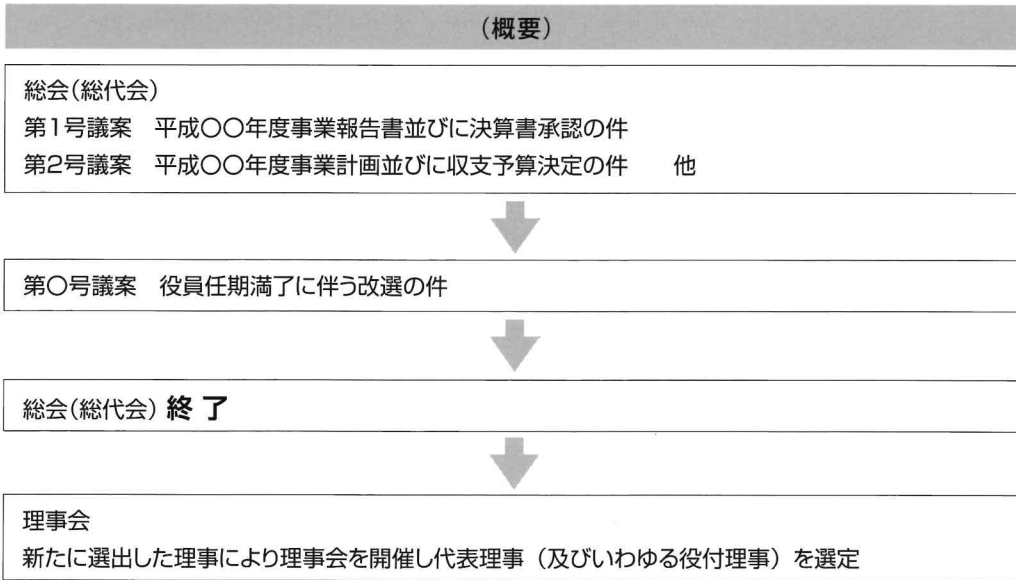 (概要)
総会(総代会)
第1号議案　平成〇〇年度事業報告書並びに決算書承認の件
第2号議案　平成〇〇年度事業計画並びに収支予算決定の件　　他
第〇号議案　役員任期満了に伴う改選の件
総会(総代会) 終 了
理事会
新たに選出した理事により理事会を開催し代表理事（及びいわゆる役付理事）を選定